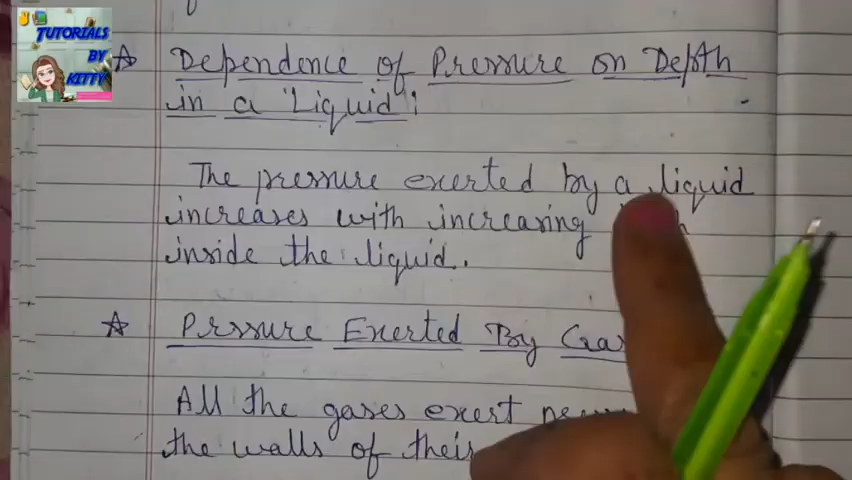 TUTORIALS
BY
KITTY
Dependence of Pressure on Depth
in a Liquid:
The pressure exerted by a liquid
increases with increasing
inside the liquid.
Prssure Exerted By
All the gases exert
the walls of their